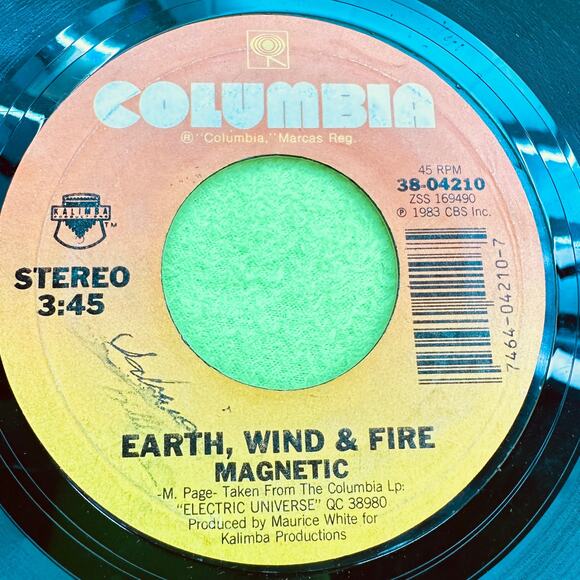 COLUMBIA
® "Columbia," Marcas Reg.
45 RPM
38-04210
ZSS 169490
℗ 1983 CBS Inc.
KALIMBA
TM
STEREO
3:45
7464-04210-7
EARTH, WIND & FIRE
MAGNETIC
-M. Page- Taken From The Columbia Lp:
"ELECTRIC UNIVERSE" QC 38980
Produced by Maurice White for
Kalimba Productions